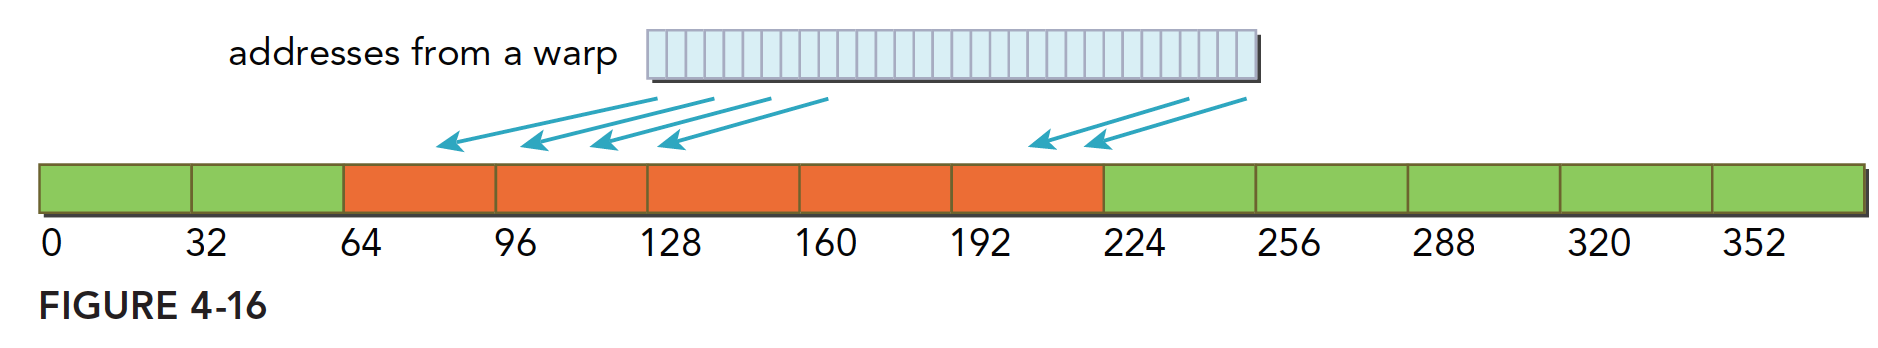 addresses from a warp
0 32 64 96 128 160 192 224 256 288 320 352
FIGURE 4-16